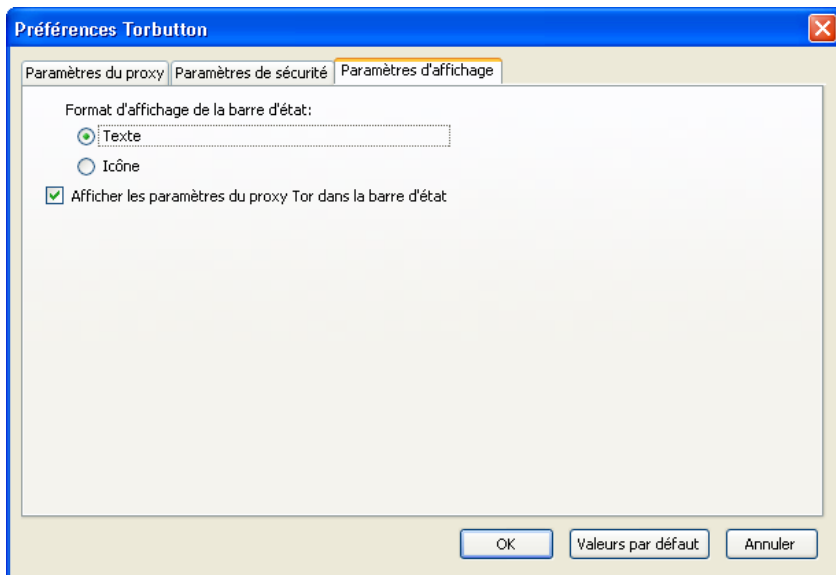 Préférences Torbutton
Paramètres du proxy Paramètres de sécurité Paramètres d'affichage
Format d'affichage de la barre d'état:
Texte
Icône
Afficher les paramètres du proxy Tor dans la barre d'état
OK Valeurs par défaut Annuler